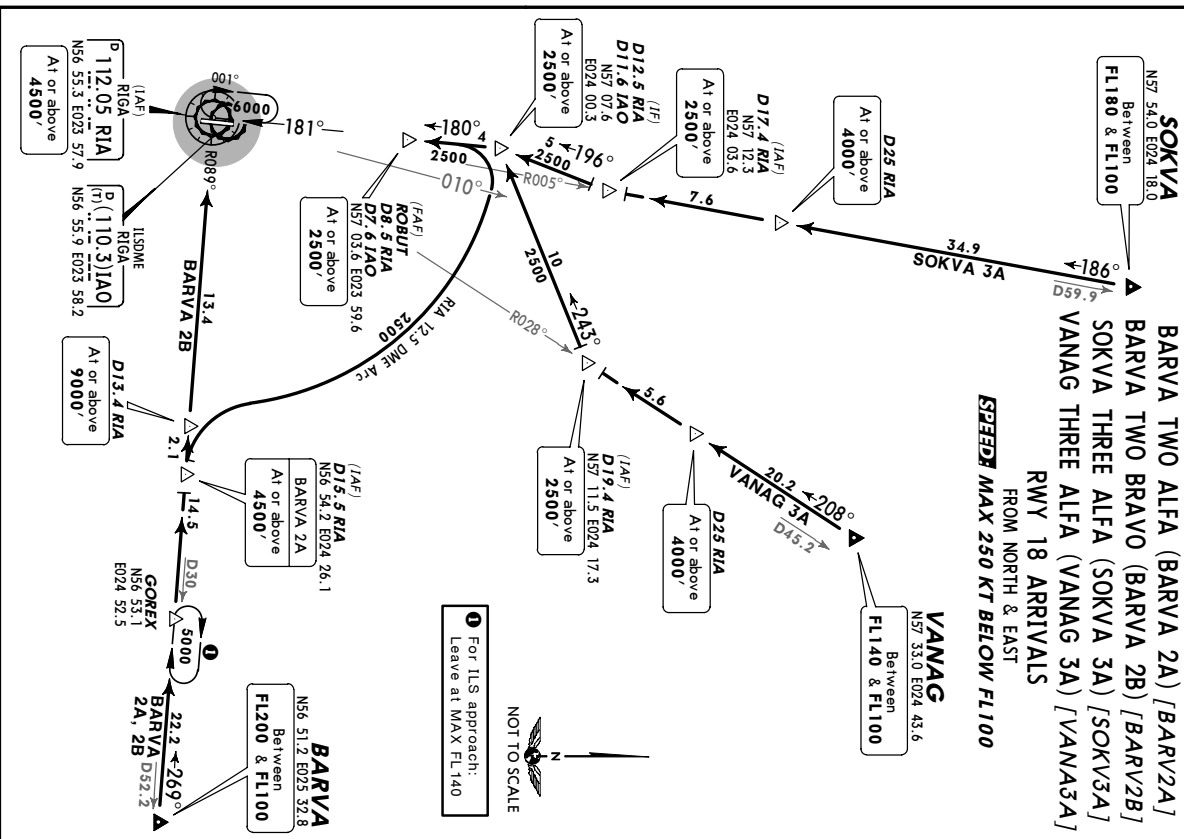 BARVA TWO ALFA (BARVA 2A) [BARV2A]
BARVA TWO BRAVO (BARVA 2B) [BARV2B]
SOKVA THREE ALFA (SOKVA 3A) [SOKV3A]
VANAG THREE ALFA (VANAG 3A) [VANA3A]
RWY 18 ARRIVALS
FROM NORTH & EAST
SPEED: MAX 250 KT BELOW FL100
SOKVA
N57 54.0 E024 18.0
Between
FL180 & FL100
186°
D59.9
34.9
SOKVA 3A
D25 RIA
At or above
4000'
7.6
(IAF)
D17.4 RIA
N57 12.3
E024 03.6
At or above
2500'
196°
5
2500
(IF)
D12.5 RIA
D11.6 IAO
N57 07.6
E024 00.3
At or above
2500'
R005°
4
2500
180°
010°
(FAF)
ROBUT
D8.5 RIA
D7.6 IAO
N57 03.6 E023 59.6
At or above
2500'
181°
6000
001°
R089°
(IAF)
RIGA
D 112.05 RIA
N56 55.3 E023 57.9
At or above
4500'
ILSDME
RIGA
D (110.3) IAO
(T)
N56 55.9 E023 58.2
VANAG
N57 33.0 E024 43.6
Between
FL140 & FL100
208°
D45.2
20.2
VANAG 3A
D25 RIA
At or above
4000'
5.6
(IAF)
D19.4 RIA
N57 11.5 E024 17.3
At or above
2500'
243°
10
2500
R028°
2500
RIA 12.5 DME Arc
13.4
BARVA 2B
D13.4 RIA
At or above
9000'
2.1
(IAF)
D15.5 RIA
N56 54.2 E024 26.1
BARVA 2A
At or above
4500'
14.5
D30
GOREX
N56 53.1
E024 52.5
5000
1
22.2
269°
BARVA
2A, 2B
D52.2
BARVA
N56 51.2 E025 32.8
Between
FL200 & FL100
1 For ILS approach:
Leave at MAX FL140
N
NOT TO SCALE